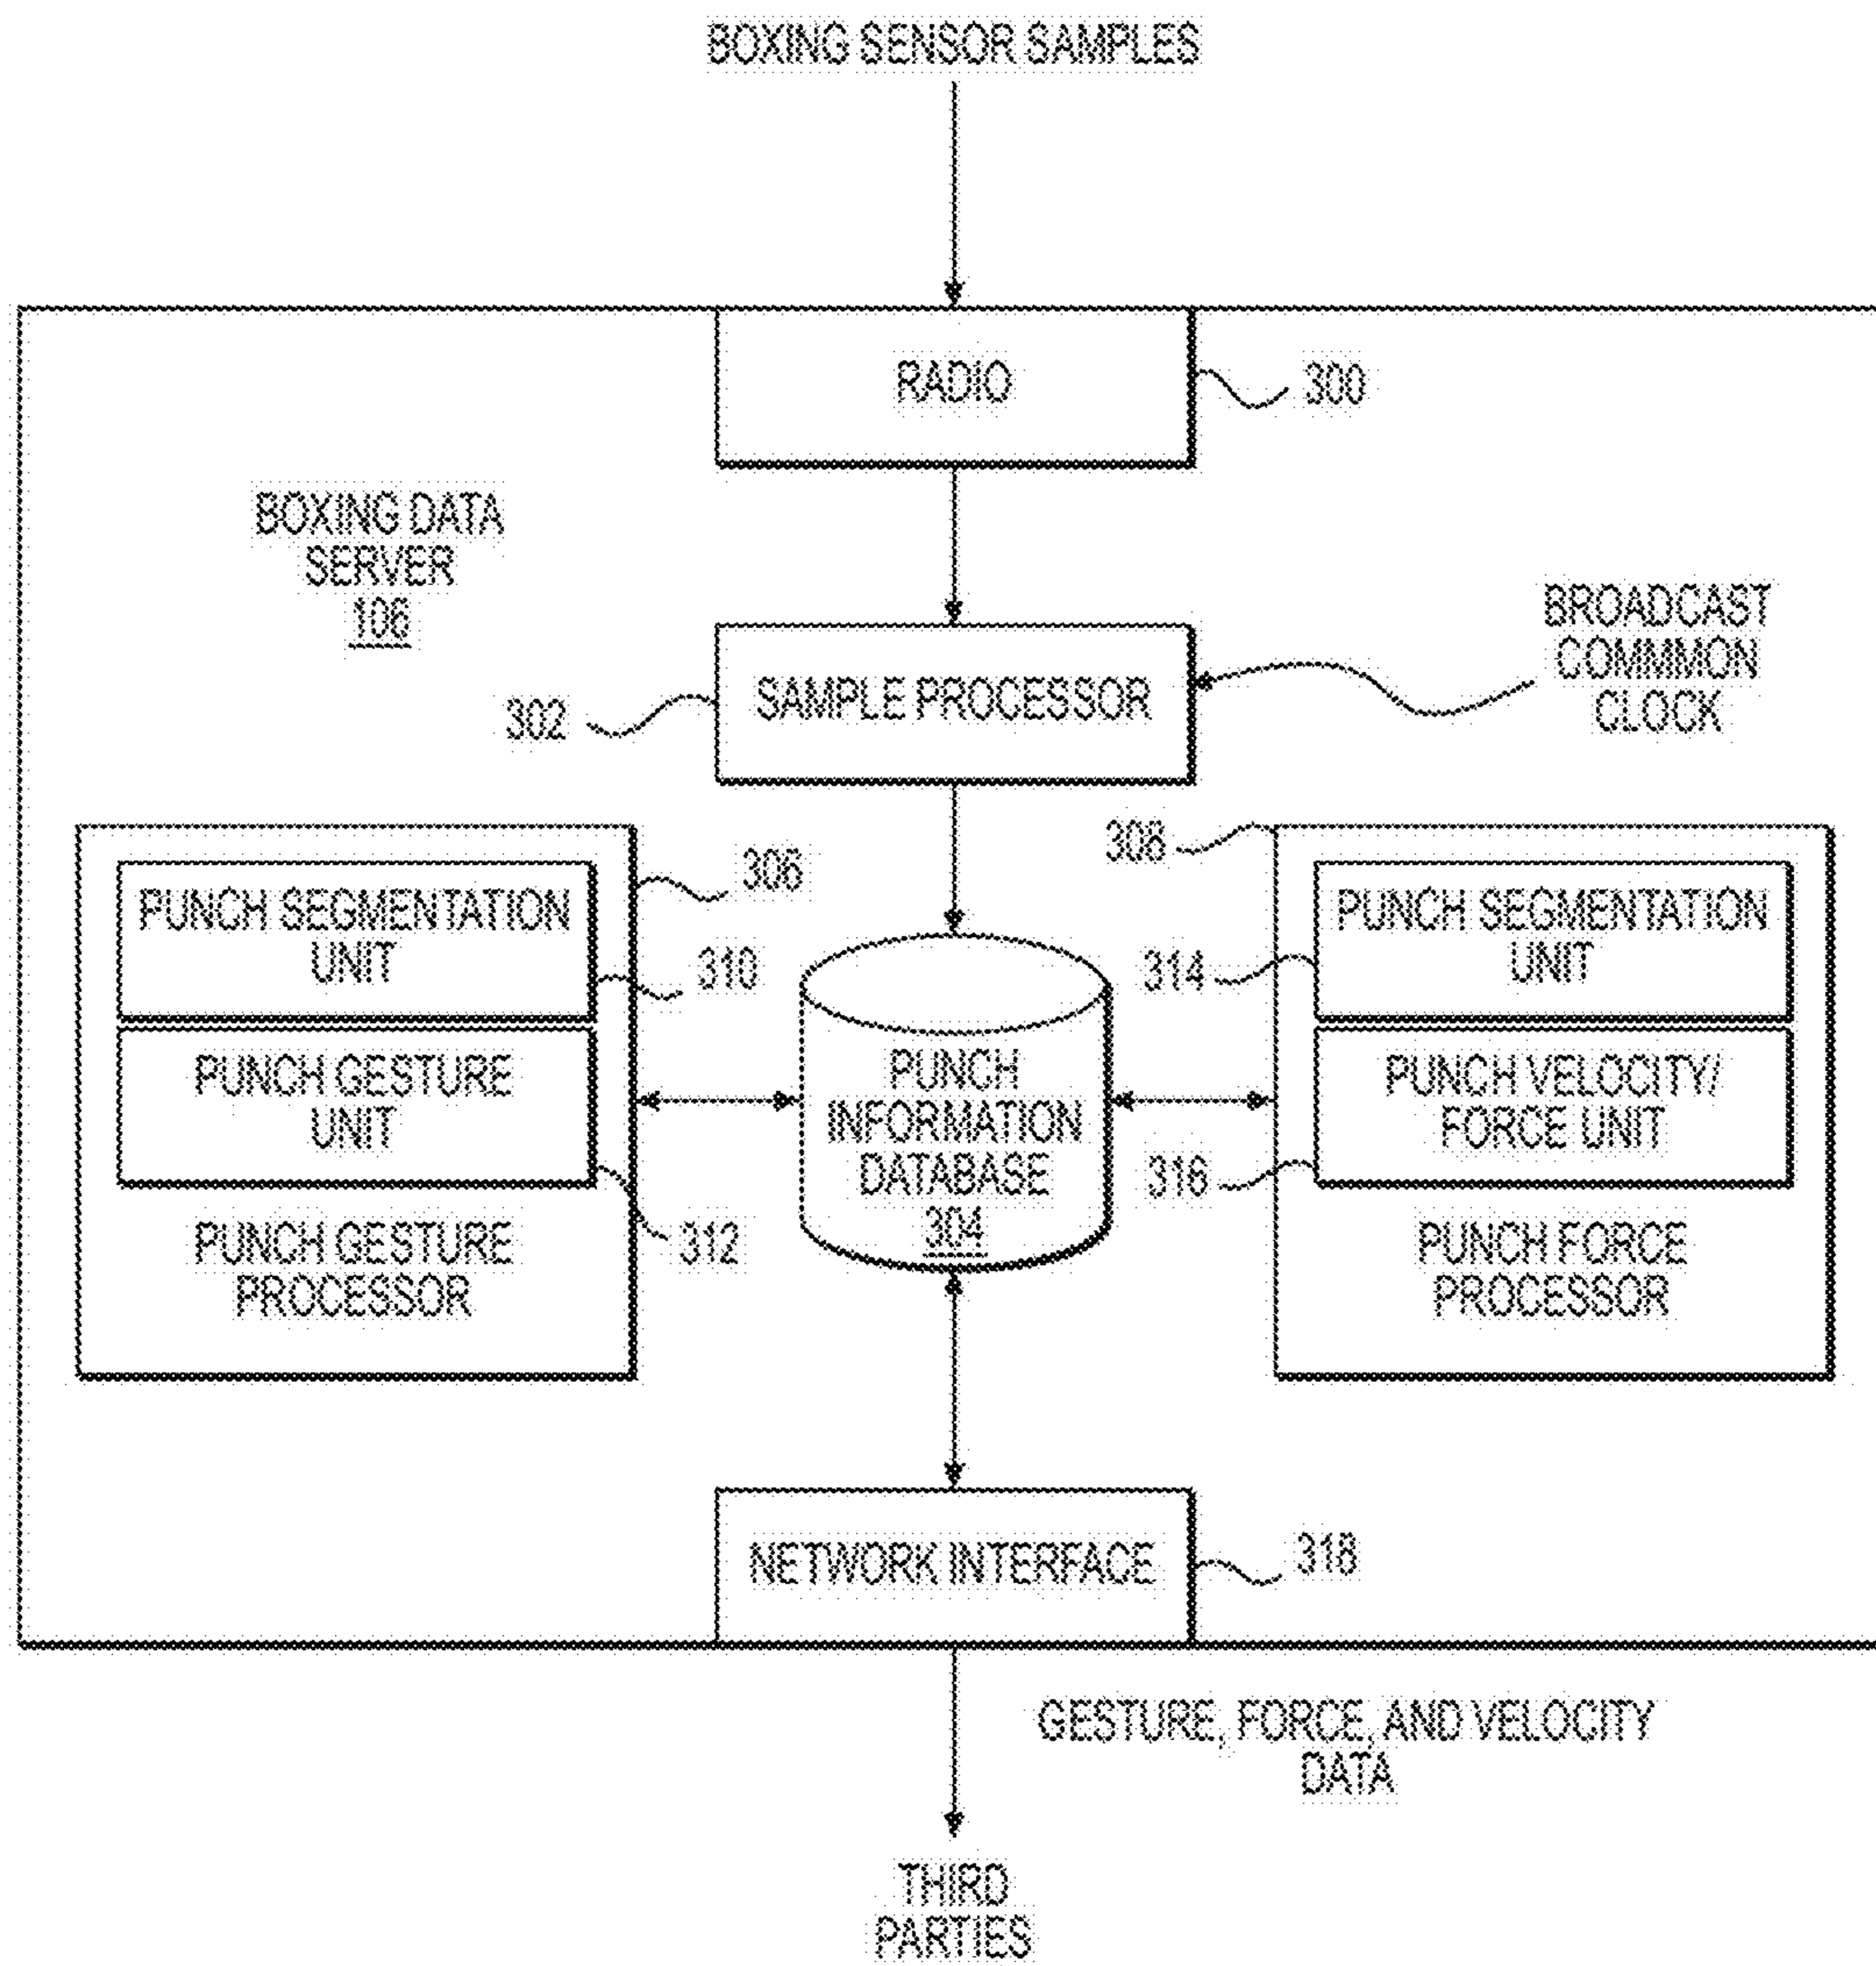 BOXING SENSOR SAMPLES
RADIO
300
BOXING DATA
SERVER
106
BROADCAST
COMMMON
CLOCK
SAMPLE PROCESSOR
302
308
306
PUNCH SEGMENTATION
UNIT
310
314
PUNCH SEGMENTATION
UNIT
PUNCH GESTURE
UNIT
PUNCH
INFORMATION
DATABASE
304
PUNCH VELOCITY/
FORCE UNIT
316
312
PUNCH GESTURE
PROCESSOR
PUNCH FORCE
PROCESSOR
NETWORK INTERFACE
318
GESTURE, FORCE, AND VELOCITY
DATA
THIRD
PARTIES